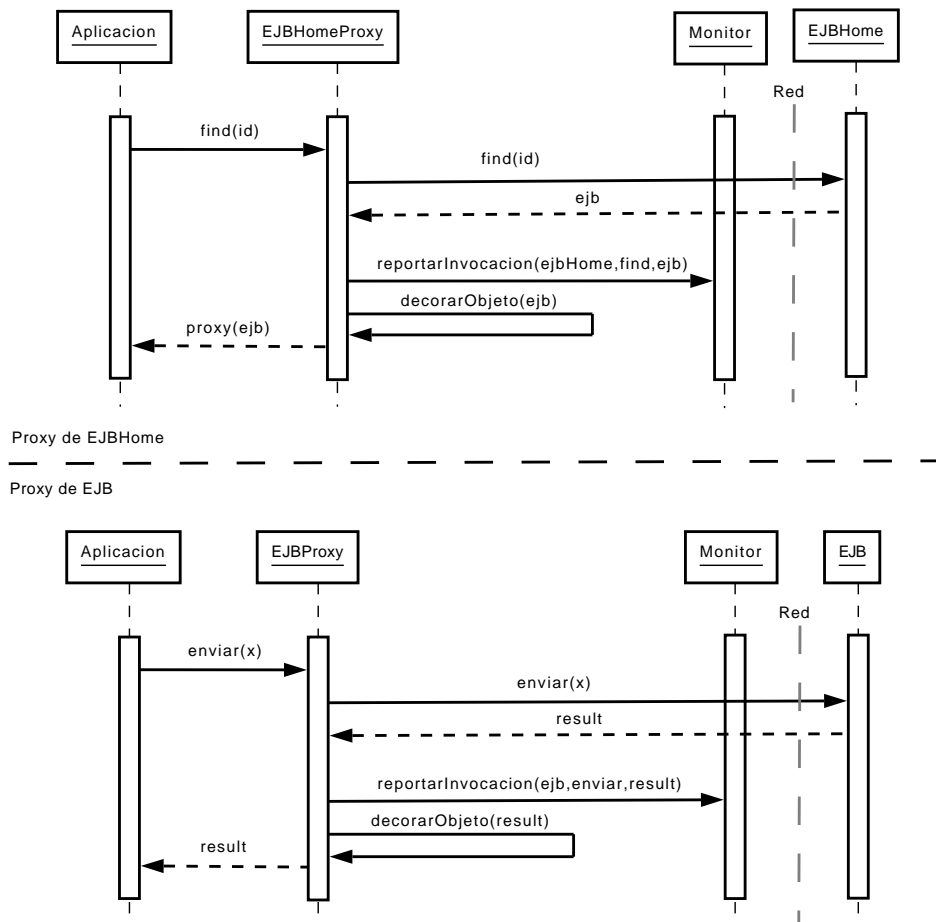 Aplicacion
EJBHomeProxy
Monitor
EJBHome
Red
find(id)
find(id)
ejb
reportarInvocacion(ejbHome,find,ejb)
decorarObjeto(ejb)
proxy(ejb)
Proxy de EJBHome
Proxy de EJB
Aplicacion
EJBProxy
Monitor
EJB
Red
enviar(x)
enviar(x)
result
reportarInvocacion(ejb,enviar,result)
decorarObjeto(result)
result